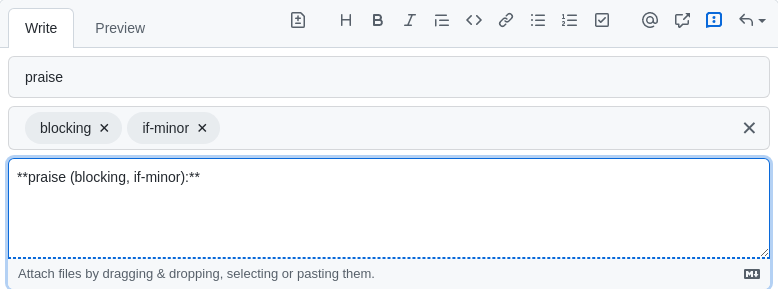 Write Preview
praise
blocking if-minor
**praise (blocking, if-minor):**
Attach files by dragging & dropping, selecting or pasting them.